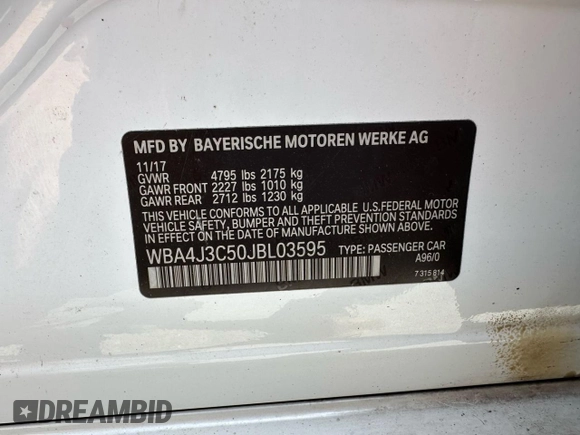 MFD BY BAYERISCHE MOTOREN WERKE AG
11/17
GVWR 4795 lbs 2175 kg
GAWR FRONT 2227 lbs 1010 kg
GAWR REAR 2712 lbs 1230 kg
THIS VEHICLE CONFORMS TO ALL APPLICABLE U.S.FEDERAL MOTOR
VEHICLE SAFETY, BUMPER AND THEFT PREVENTION STANDARDS
IN EFFECT ON THE DATE OF MANUFACTURE SHOWN ABOVE.
WBA4J3C50JBL03595 TYPE: PASSENGER CAR
A96/0
7 315 814
DREAMBID